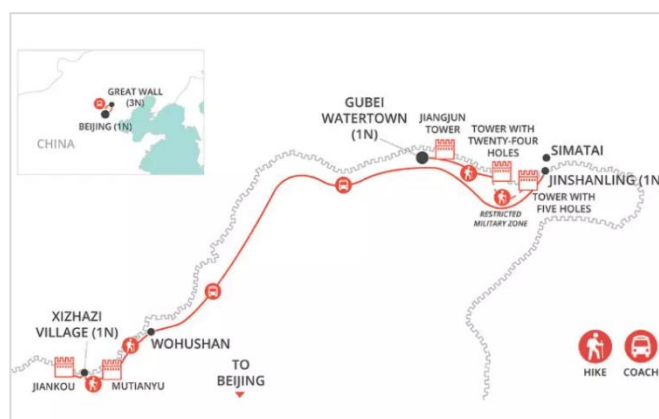 GREAT WALL
(3N)
BEIJING (1N)
CHINA
GUBEI
WATERTOWN
(1N)
JIANGJUN
TOWER
TOWER WITH
TWENTY-FOUR
HOLES
SIMATAI
JINSHANLING (1N)
TOWER WITH
FIVE HOLES
RESTRICTED
MILITARY ZONE
XIZHAZI
VILLAGE (1N)
WOHUSHAN
JIANKOU
MUTIANYU
TO
BEIJING
HIKE
COACH